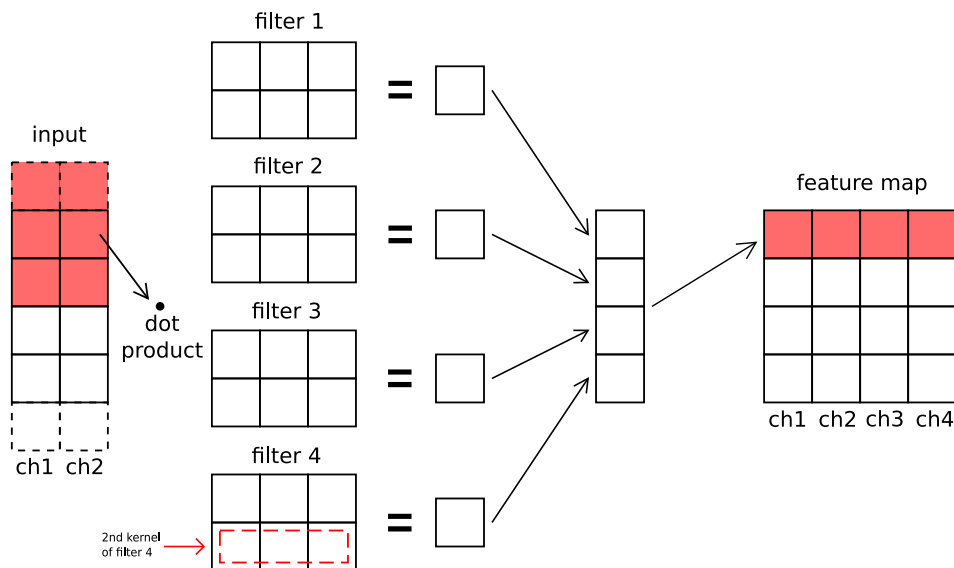 filter 1
=
input
filter 2
=
feature map
dot
product
filter 3
=
ch1 ch2 ch3 ch4
ch1 ch2
filter 4
=
2nd kernel
of filter 4